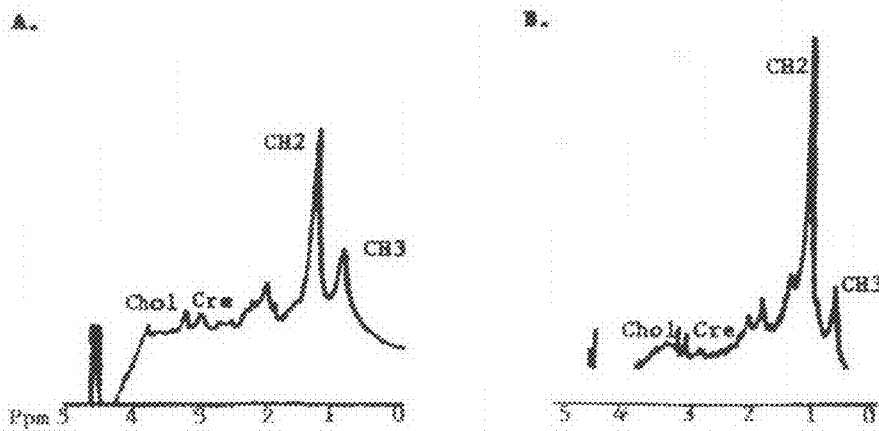 A.
CH2
CH3
Chol Cre
Ppm 5 4 3 2 1 0
B.
CH2
CH3
Chol Cre
5 4 3 2 1 0